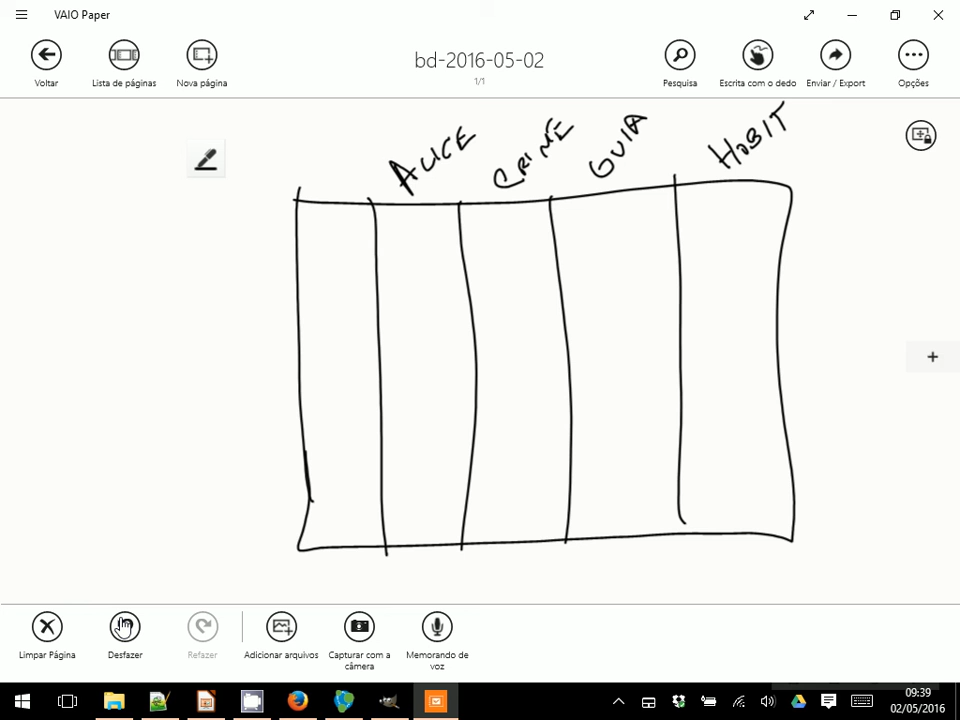 VAIO Paper
Voltar
Lista de páginas
Nova página
bd-2016-05-02
1/1
Pesquisa
Escrita com o dedo
Enviar / Export
Opções
ALICE CRIME GUIA HOBIT
Limpar Página
Desfazer
Refazer
Adicionar arquivos
Capturar com a
câmera
Memorando de
voz
09:39
02/05/2016